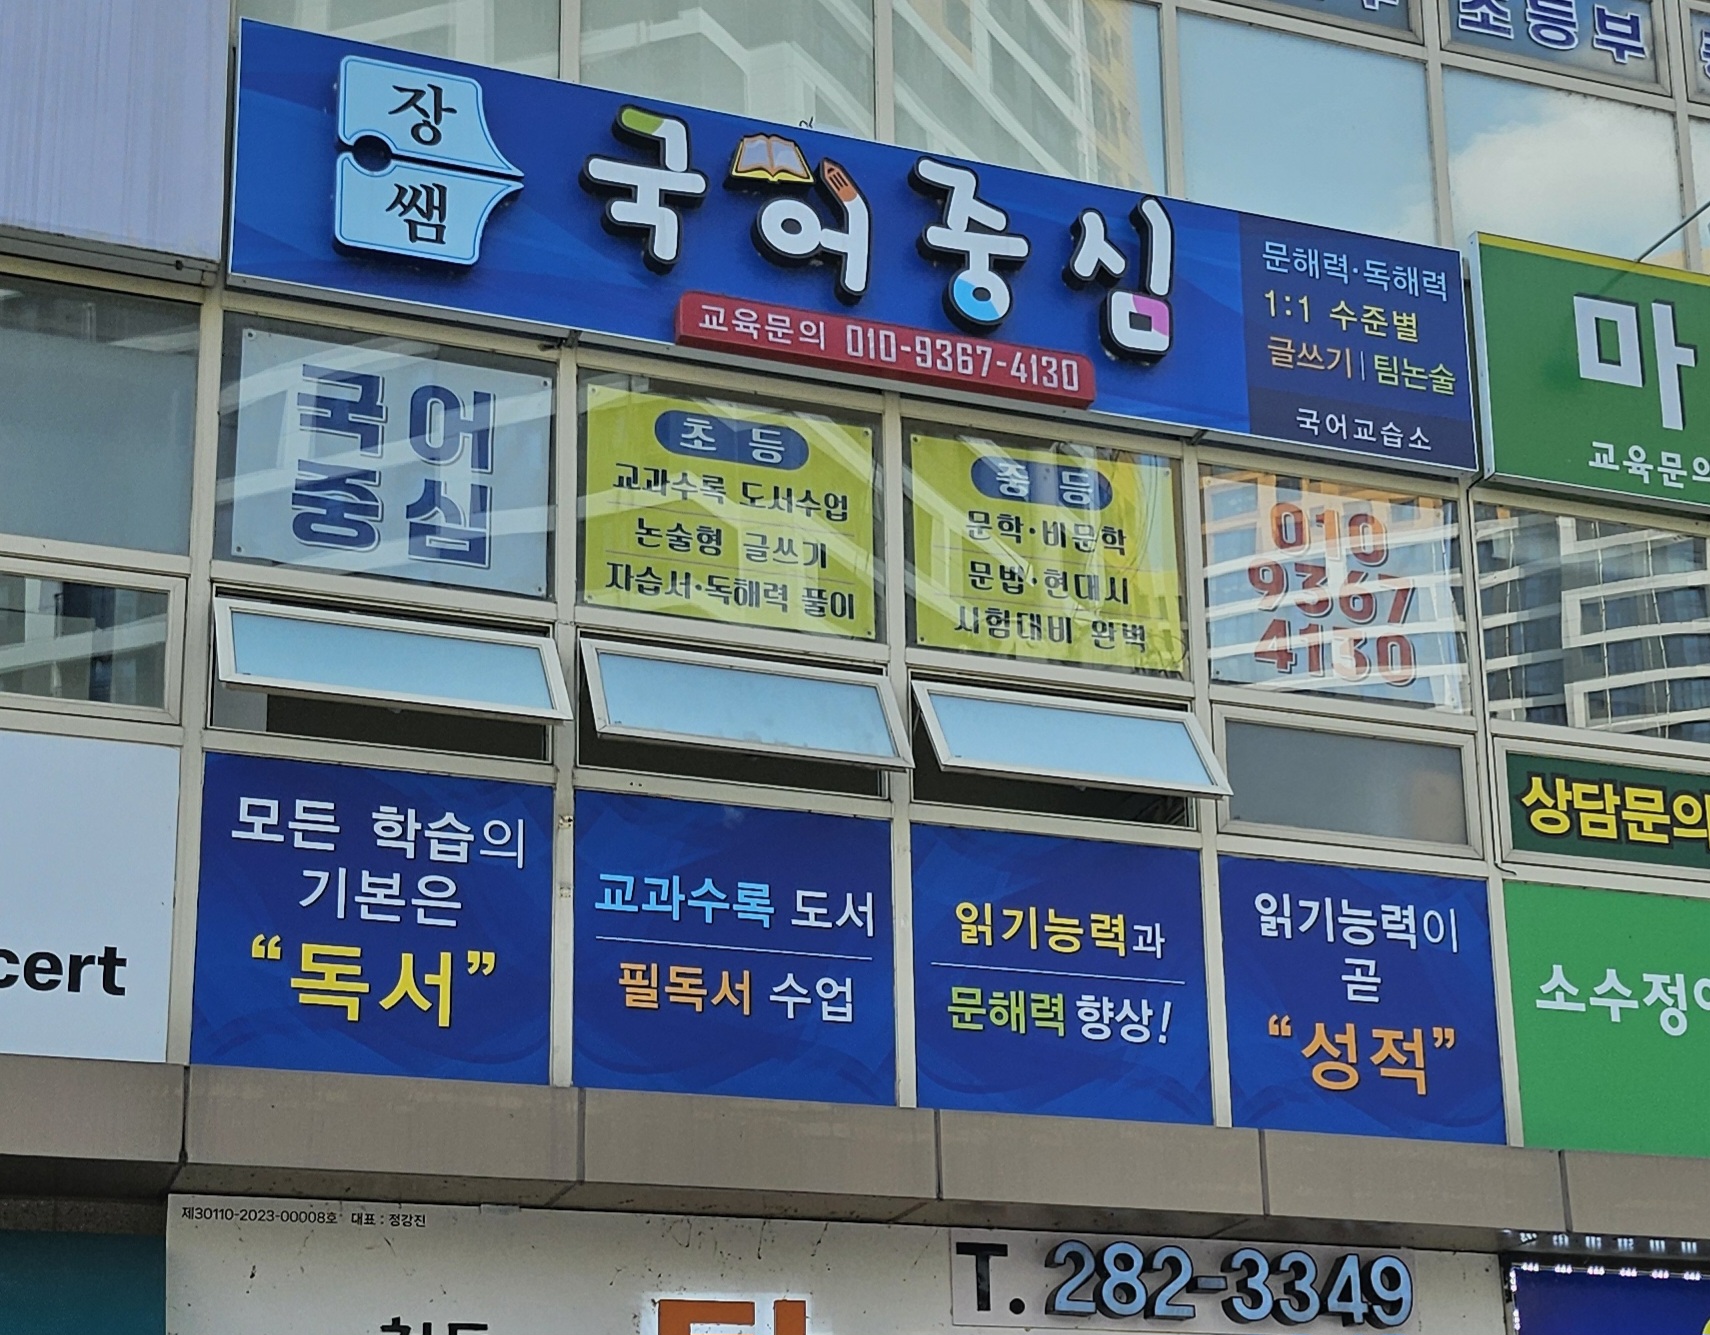 초등부
장쌤
국어중심
교육문의 010-9367-4130
문해력·독해력
1:1 수준별
글쓰기 | 팀논술
국어교습소
마
교육문의
국어
중심
초등
교과수록 도서수업
논술형 글쓰기
자습서·독해력 풀이
중등
문학·비문학
문법·현대시
시험대비 완벽
010
9367
4130
상담문의
모든 학습의
기본은
“독서”
교과수록 도서
필독서 수업
읽기능력과
문해력 향상!
읽기능력이
곧
“성적”
cert
소수정예
제30110-2023-00008호 대표 : 정강진
T. 282-3349